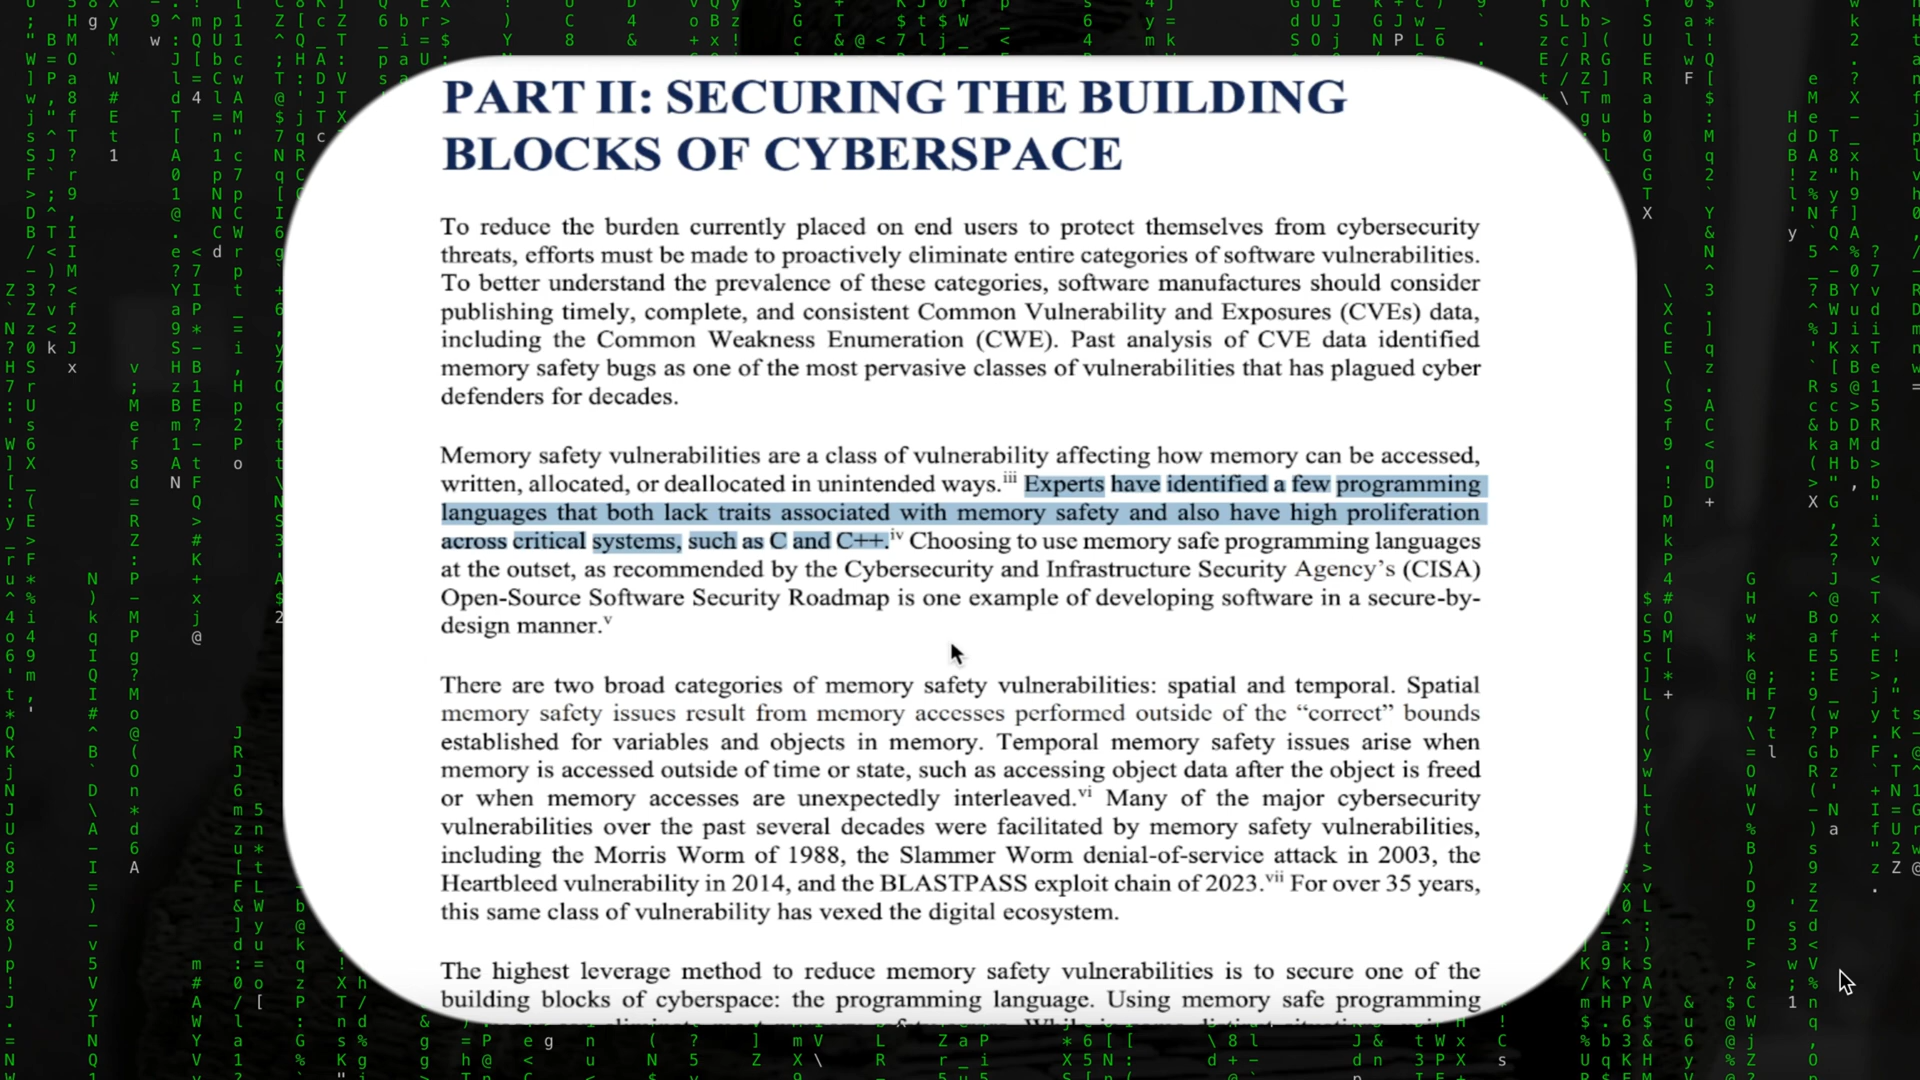 PART II: SECURING THE BUILDING
BLOCKS OF CYBERSPACE
To reduce the burden currently placed on end users to protect themselves from cybersecurity
threats, efforts must be made to proactively eliminate entire categories of software vulnerabilities.
To better understand the prevalence of these categories, software manufactures should consider
publishing timely, complete, and consistent Common Vulnerability and Exposures (CVEs) data,
including the Common Weakness Enumeration (CWE). Past analysis of CVE data identified
memory safety bugs as one of the most pervasive classes of vulnerabilities that has plagued cyber
defenders for decades.
Memory safety vulnerabilities are a class of vulnerability affecting how memory can be accessed,
written, allocated, or deallocated in unintended ways.iii Experts have identified a few programming
languages that both lack traits associated with memory safety and also have high proliferation
across critical systems, such as C and C++.iv Choosing to use memory safe programming languages
at the outset, as recommended by the Cybersecurity and Infrastructure Security Agency’s (CISA)
Open-Source Software Security Roadmap is one example of developing software in a secure-by-
design manner.v
There are two broad categories of memory safety vulnerabilities: spatial and temporal. Spatial
memory safety issues result from memory accesses performed outside of the “correct” bounds
established for variables and objects in memory. Temporal memory safety issues arise when
memory is accessed outside of time or state, such as accessing object data after the object is freed
or when memory accesses are unexpectedly interleaved.vi Many of the major cybersecurity
vulnerabilities over the past several decades were facilitated by memory safety vulnerabilities,
including the Morris Worm of 1988, the Slammer Worm denial-of-service attack in 2003, the
Heartbleed vulnerability in 2014, and the BLASTPASS exploit chain of 2023.vii For over 35 years,
this same class of vulnerability has vexed the digital ecosystem.
The highest leverage method to reduce memory safety vulnerabilities is to secure one of the
building blocks of cyberspace: the programming language. Using memory safe programming